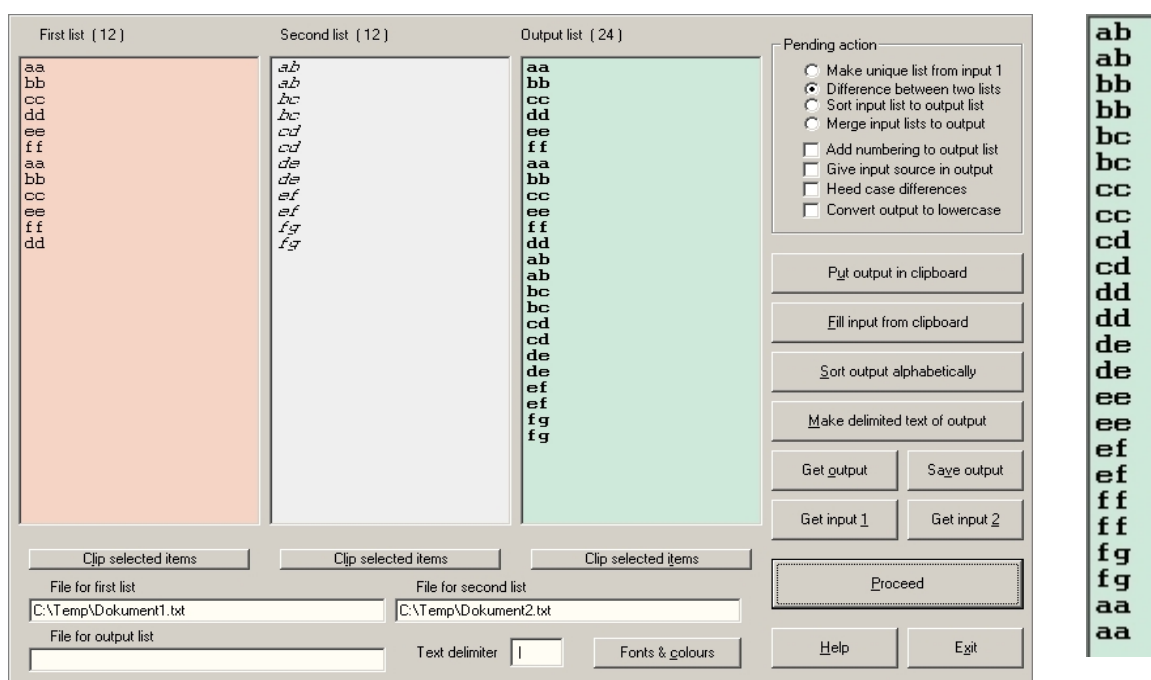 First list ( 12 )
Second list ( 12 )
Output list ( 24 )
aa
bb
cc
dd
ee
ff
aa
bb
cc
ee
ff
dd
ab
ab
bc
bc
cd
cd
de
de
ef
ef
fg
fg
aa
bb
cc
dd
ee
ff
aa
bb
cc
ee
ff
dd
ab
ab
bc
bc
cd
cd
de
de
ef
ef
fg
fg
Pending action
Make unique list from input 1
Difference between two lists
Sort input list to output list
Merge input lists to output
Add numbering to output list
Give input source in output
Heed case differences
Convert output to lowercase
Put output in clipboard
Fill input from clipboard
Sort output alphabetically
Make delimited text of output
Get output
Save output
Get input 1
Get input 2
Proceed
Help
Exit
Clip selected items
Clip selected items
Clip selected items
File for first list
File for second list
C:\Temp\Dokument1.txt
C:\Temp\Dokument2.txt
File for output list
Text delimiter
|
Fonts & colours
ab
ab
bb
bb
bc
bc
cc
cc
cd
cd
dd
dd
de
de
ee
ee
ef
ef
ff
ff
fg
fg
aa
aa